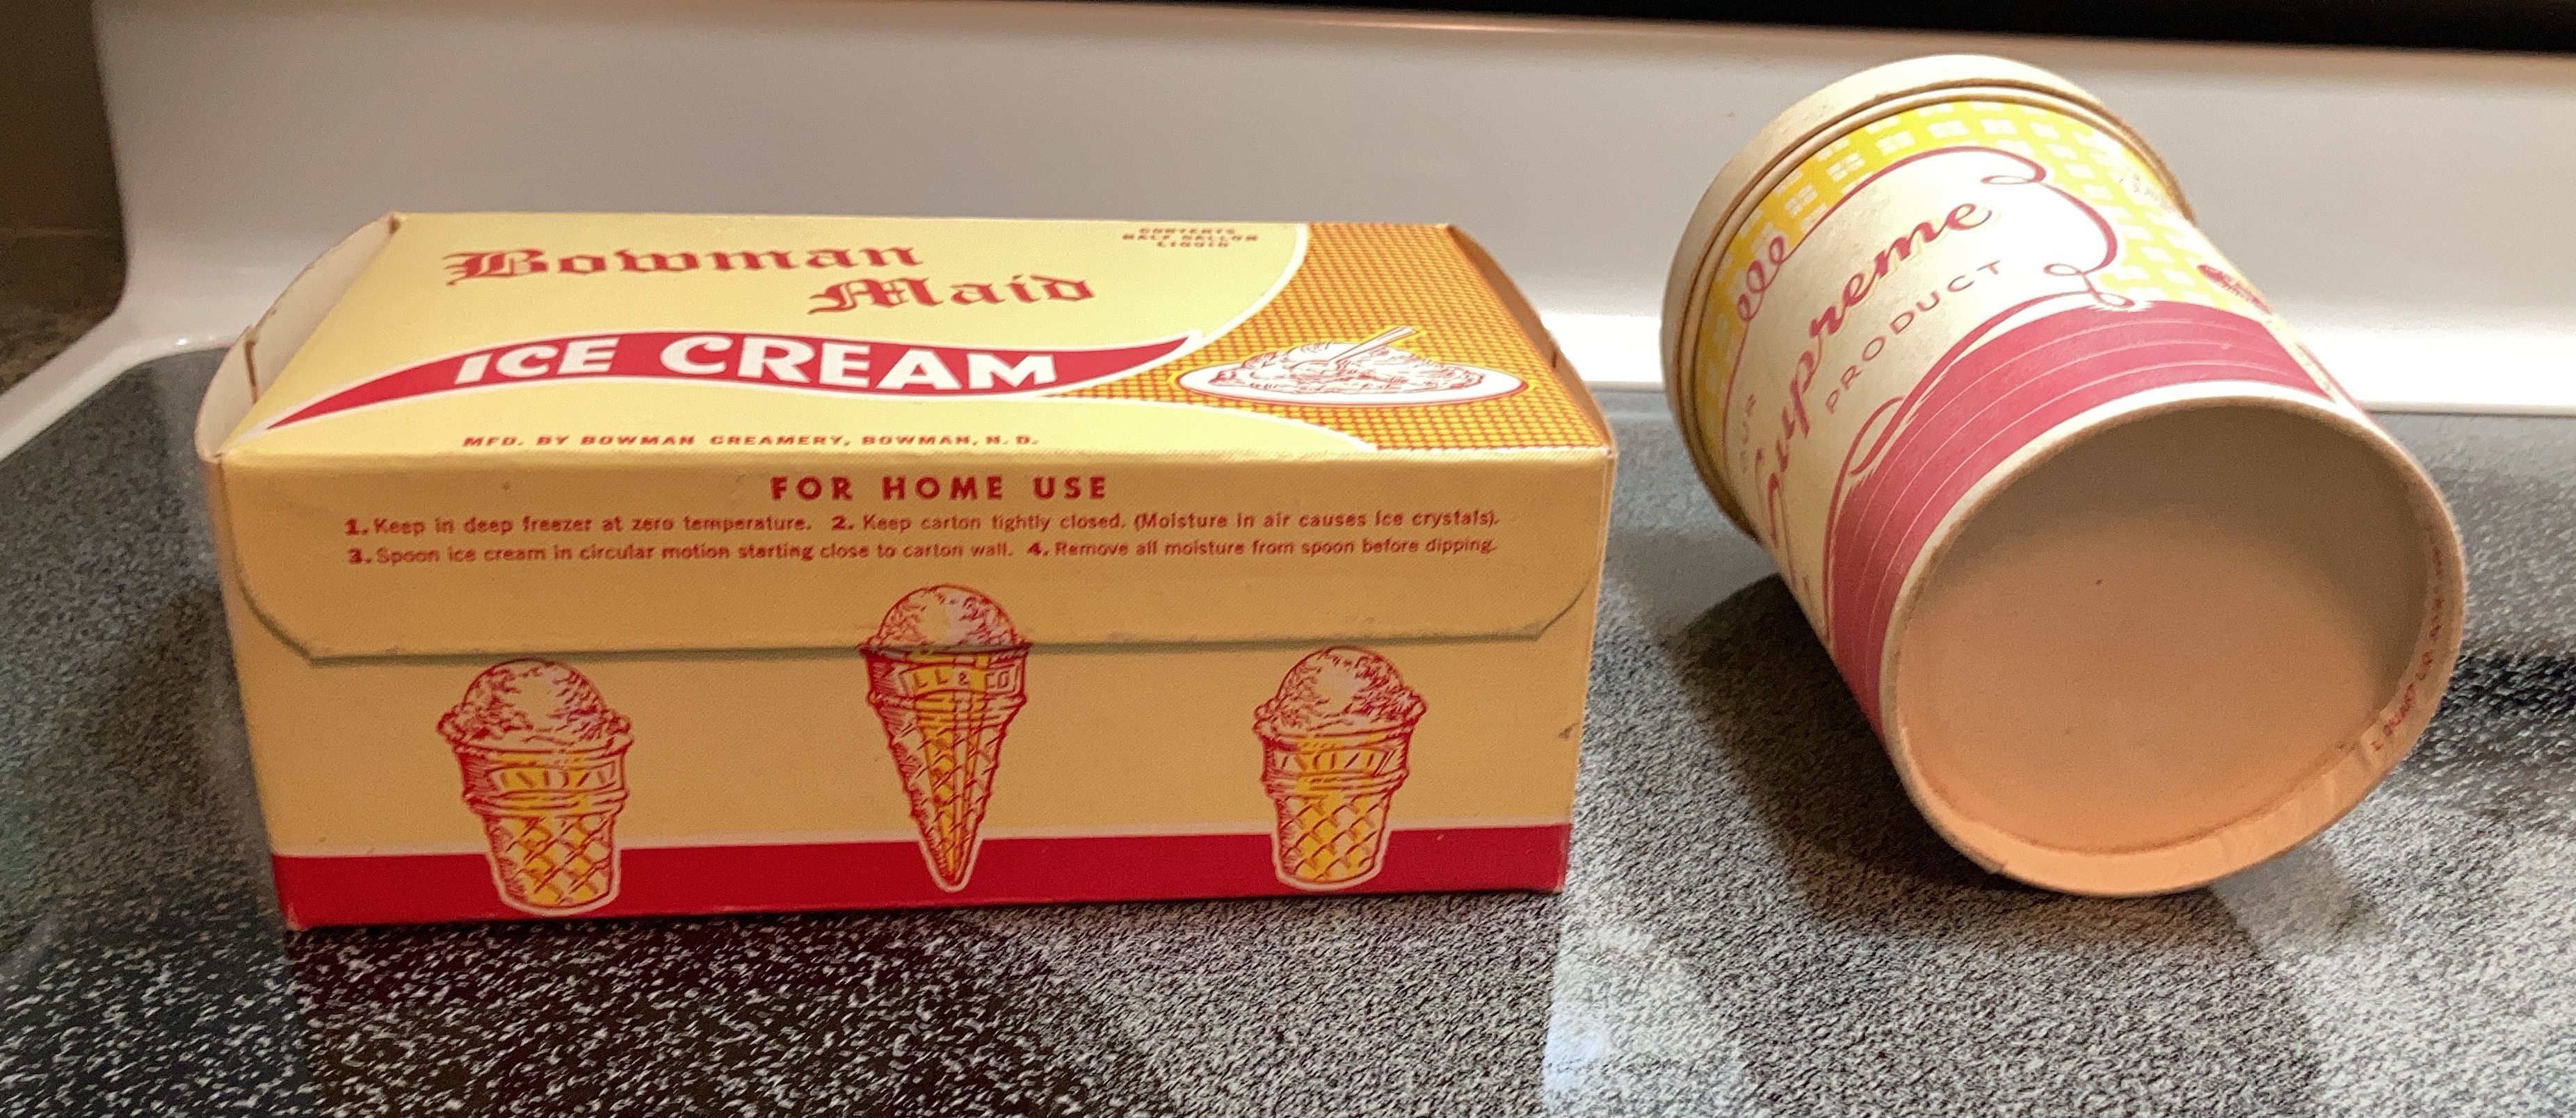 Bowman
Maid
CONTENTS
HALF GALLON
LIQUID
ICE CREAM
MFD. BY BOWMAN CREAMERY, BOWMAN, N. D.
FOR HOME USE
1. Keep in deep freezer at zero temperature. 2. Keep carton tightly closed. (Moisture in air causes ice crystals).
3. Spoon ice cream in circular motion starting close to carton wall. 4. Remove all moisture from spoon before dipping.
OUR
Supreme
PRODUCT